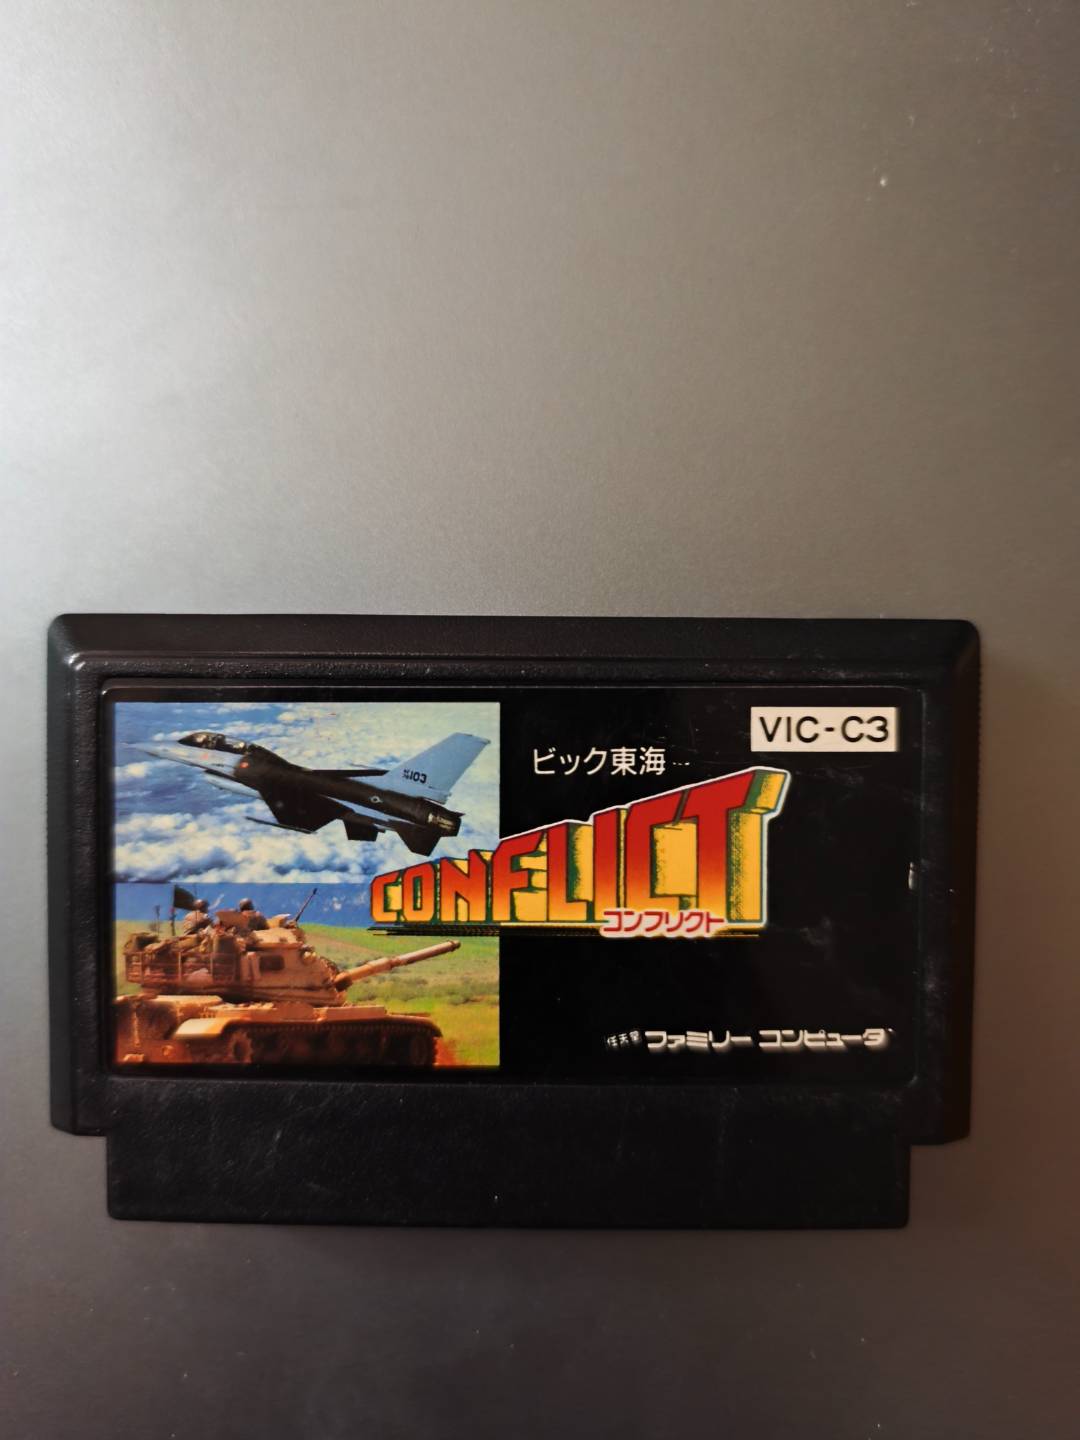 VIC-C3
ビック東海
103
CONFLICT
コンフリクト
任天堂 ファミリー コンピュータ